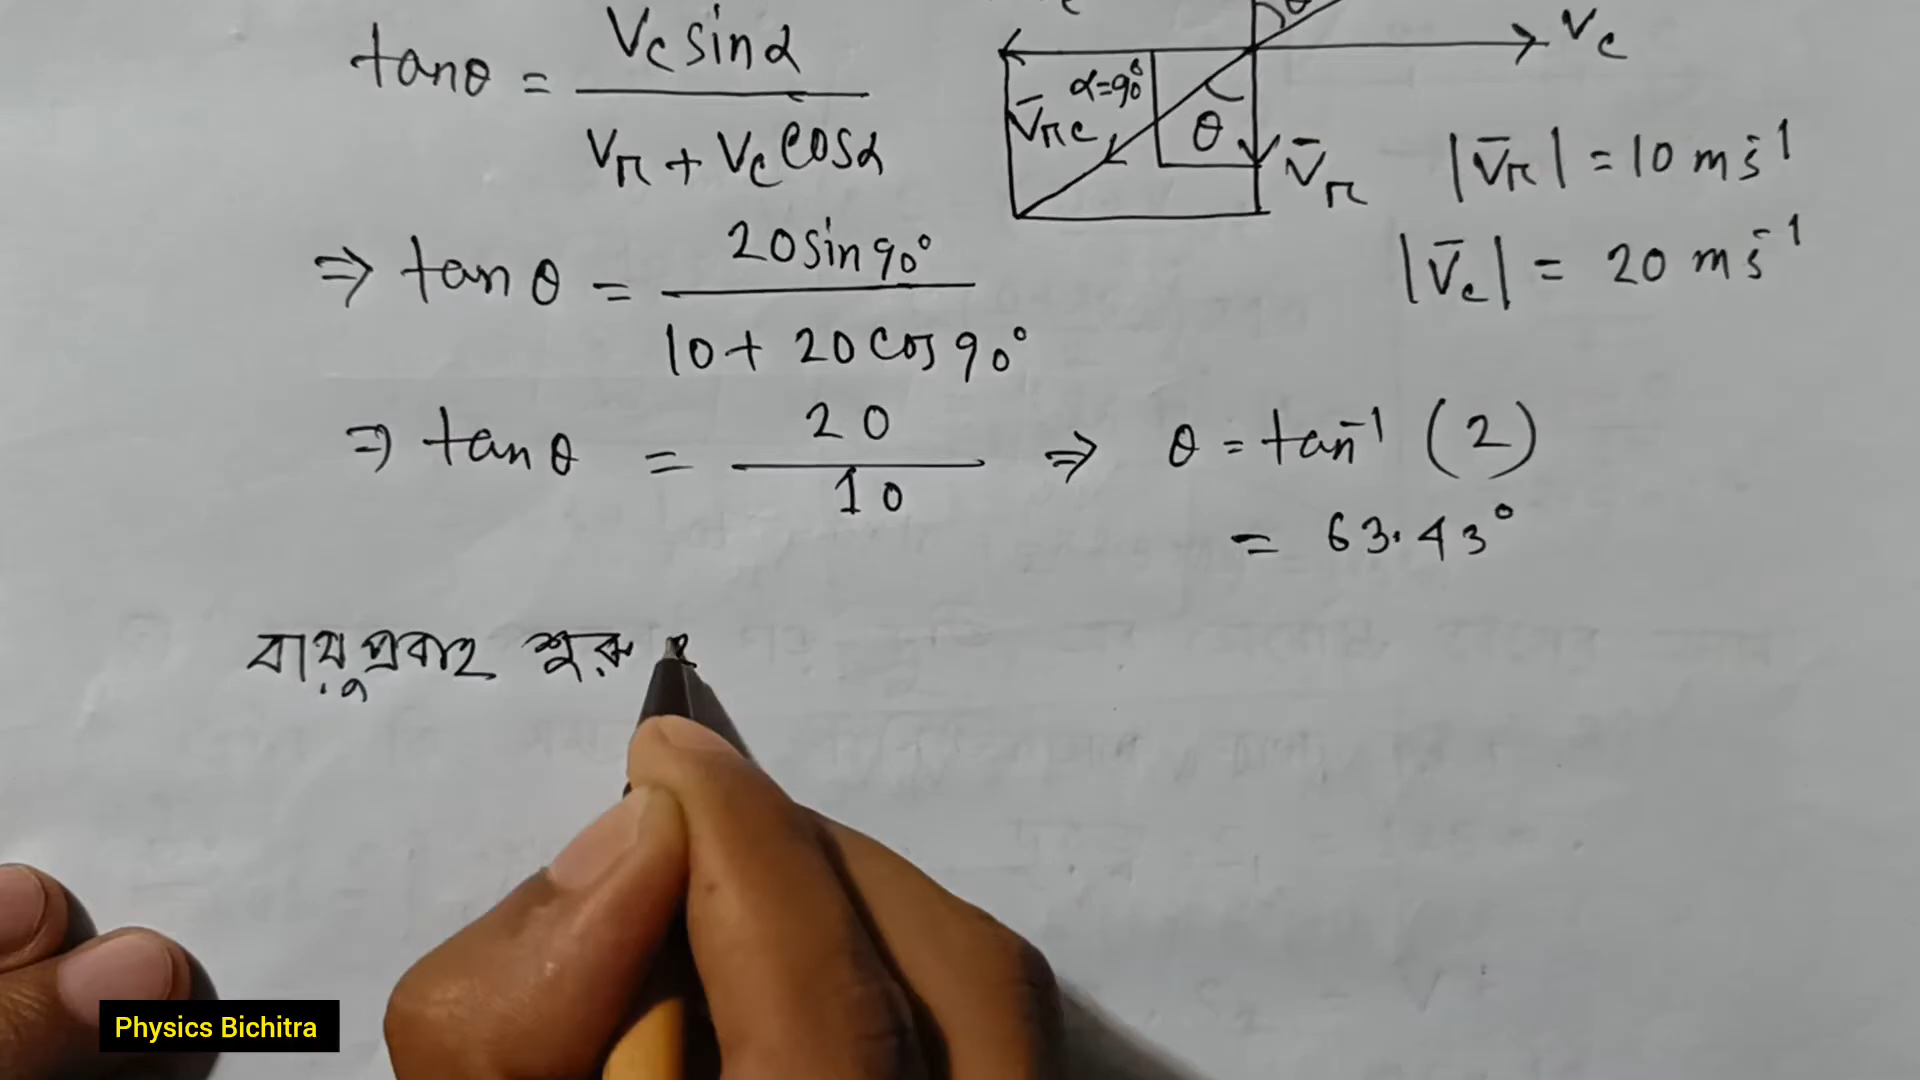 tanθ = Vc sinα / Vr + Vc cosα
Vc
α=90°
V̄rc
θ
V̄r
|V̄r| = 10 ms⁻¹
|V̄c| = 20 ms⁻¹
⇒ tanθ = 20 sin 90° / 10 + 20 cos 90°
⇒ tanθ = 20 / 10 ⇒ θ = tan⁻¹ (2)
= 63.43°
বায়ুপ্রবাহ শুরু
Physics Bichitra